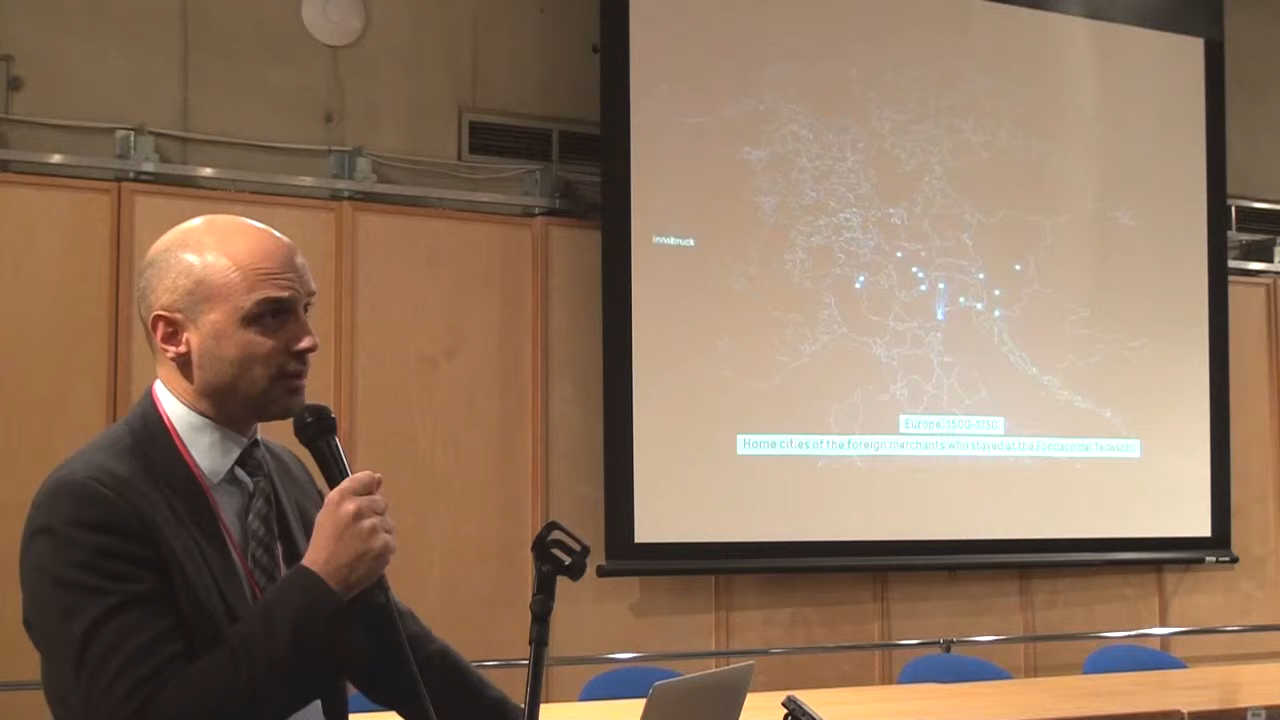 Innsbruck
Europe, 1500-1750
Home cities of the foreign merchants who stayed at the Fondaco dei Tedeschi